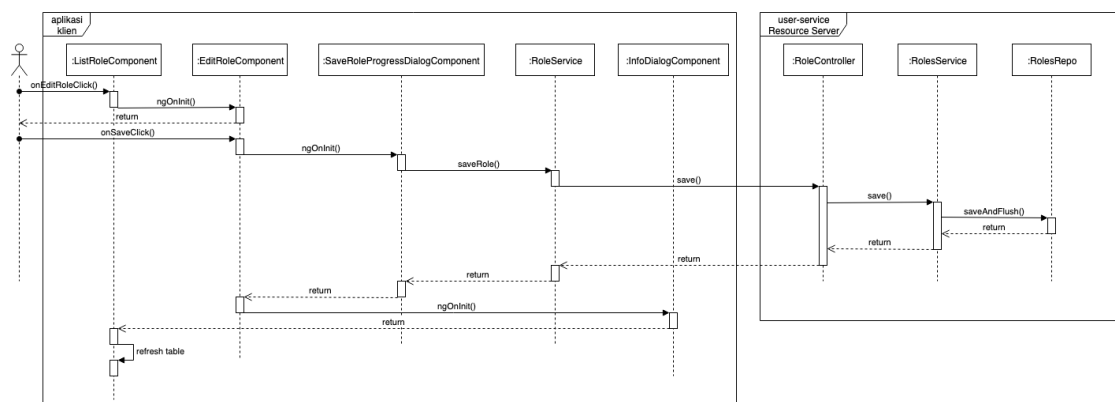 aplikasi
klien
user-service
Resource Server
:ListRoleComponent
:EditRoleComponent
:SaveRoleProgressDialogComponent
:RoleService
:InfoDialogComponent
:RoleController
:RolesService
:RolesRepo
onEditRoleClick()
ngOnInit()
return
onSaveClick()
ngOnInit()
saveRole()
save()
save()
saveAndFlush()
return
return
return
return
return
ngOnInit()
return
refresh table